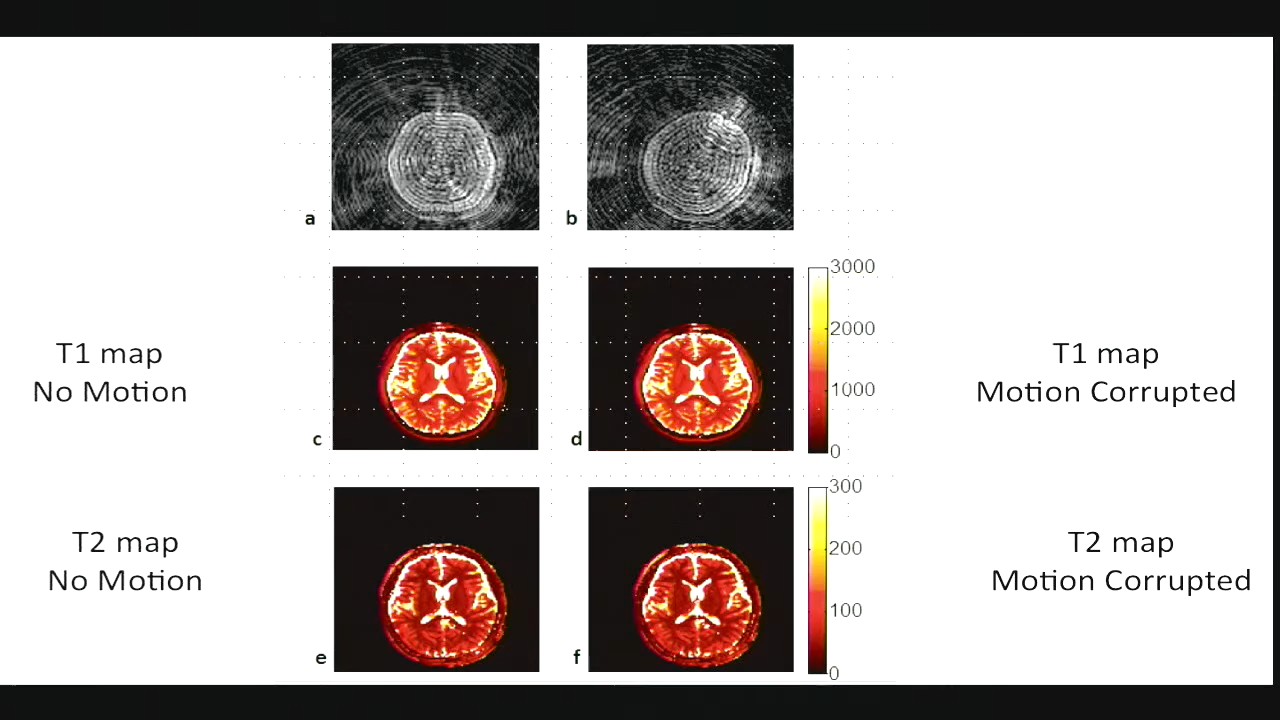 a
b
3000
2000
1000
0
T1 map
No Motion
c
d
T1 map
Motion Corrupted
300
200
100
0
T2 map
No Motion
e
f
T2 map
Motion Corrupted